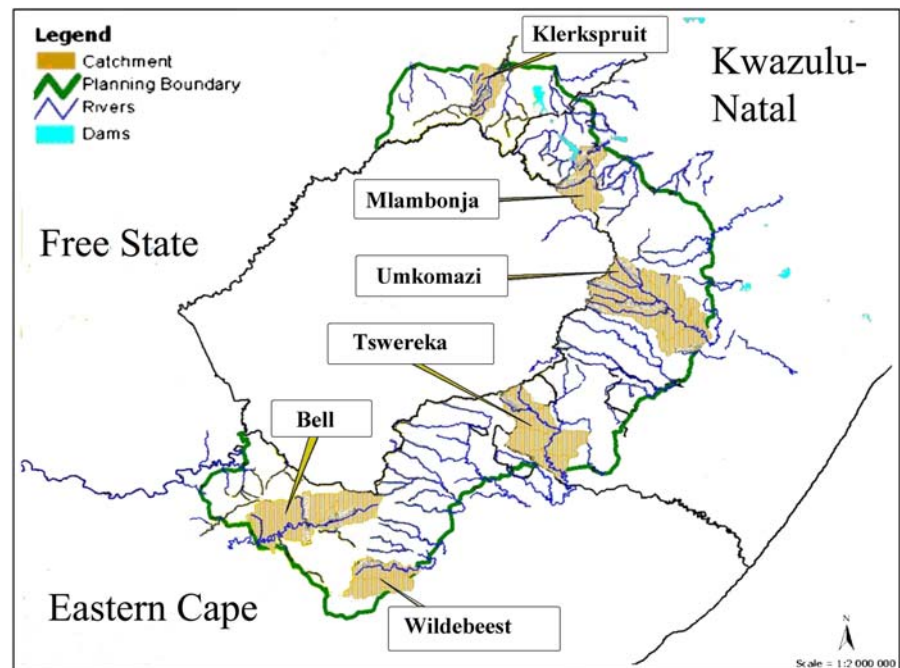 Legend
Catchment
Planning Boundary
Rivers
Dams
Klerkspruit
Kwazulu-
Natal
Mlambonja
Free State
Umkomazi
Tswereka
Bell
Eastern Cape
Wildebeest
N
Scale = 1:2 000 000